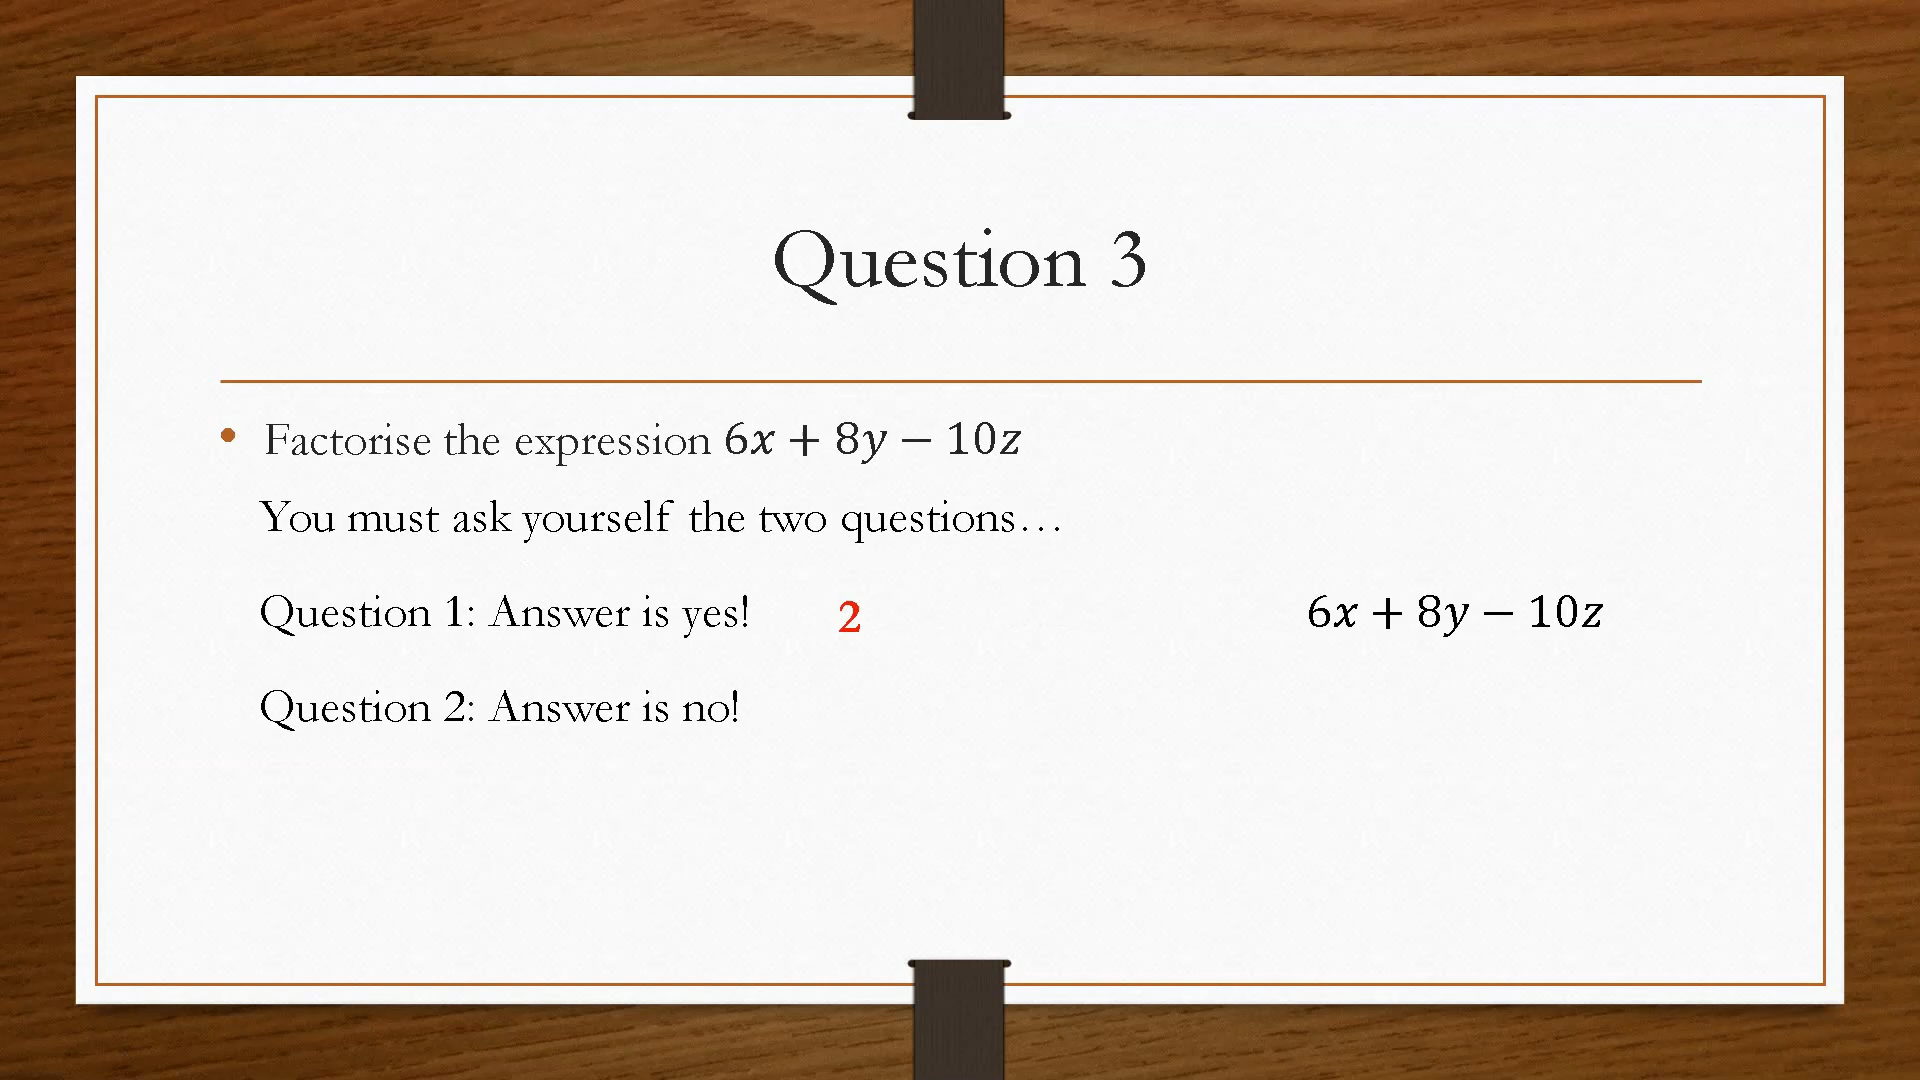 Question 3
• Factorise the expression 6x + 8y − 10z
You must ask yourself the two questions…
Question 1: Answer is yes! 2 6x + 8y − 10z
Question 2: Answer is no!